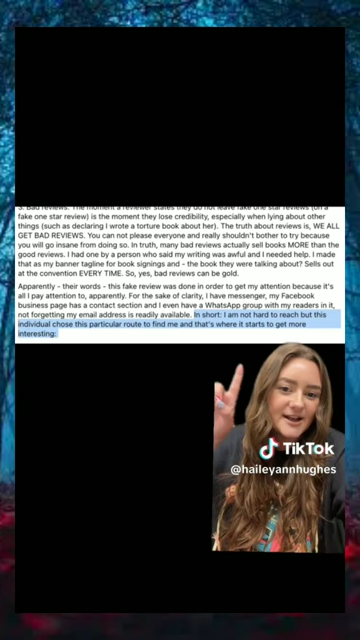 3. Bad reviews. The moment a reviewer states they do not leave fake one star reviews (on a
fake one star review) is the moment they lose credibility, especially when lying about other
things (such as declaring I wrote a torture book about her). The truth about reviews is, WE ALL
GET BAD REVIEWS. You can not please everyone and really shouldn't bother to try because
you will go insane from doing so. In truth, many bad reviews actually sell books MORE than the
good reviews. I had one by a person who said my writing was awful and I needed help. I made
that as my banner tagline for book signings and - the book they were talking about? Sells out
at the convention EVERY TIME. So, yes, bad reviews can be gold.
Apparently - their words - this fake review was done in order to get my attention because it's
all I pay attention to, apparently. For the sake of clarity, I have messenger, my Facebook
business page has a contact section and I even have a WhatsApp group with my readers in it,
not forgetting my email address is readily available. In short: I am not hard to reach but this
individual chose this particular route to find me and that's where it starts to get more
interesting:
TikTok
@haileyannhughes